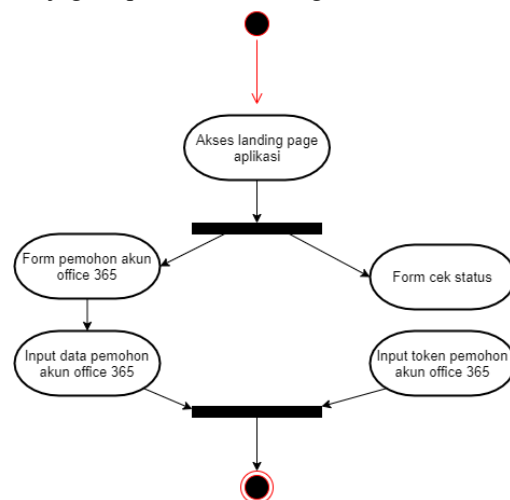 Akses landing page
aplikasi
Form pemohon akun
office 365
Form cek status
Input data pemohon
akun office 365
Input token pemohon
akun office 365